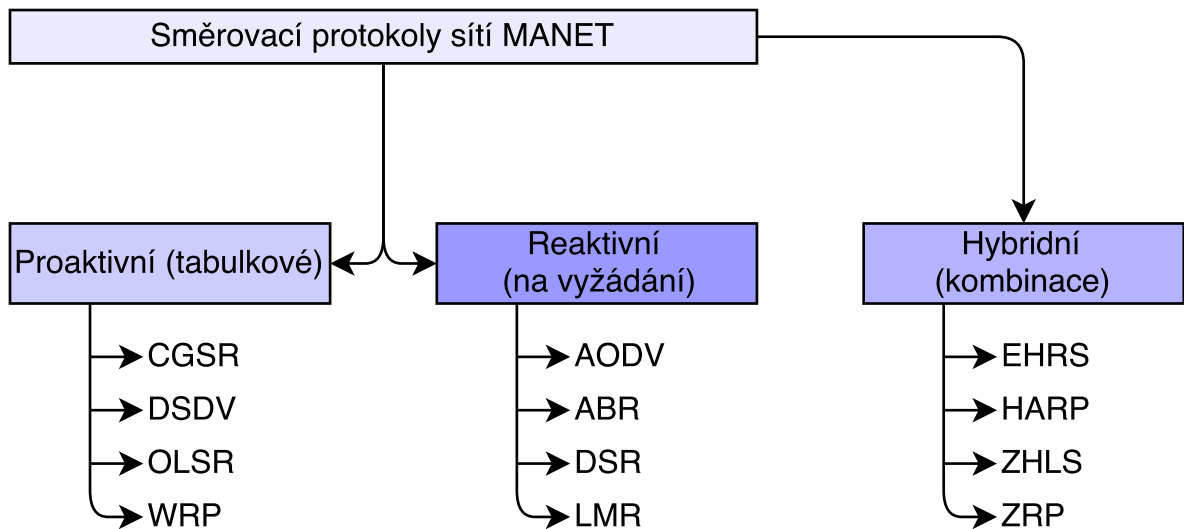 Směrovací protokoly sítí MANET
Proaktivní (tabulkové)
CGSR
DSDV
OLSR
WRP
Reaktivní
(na vyžádání)
AODV
ABR
DSR
LMR
Hybridní
(kombinace)
EHRS
HARP
ZHLS
ZRP